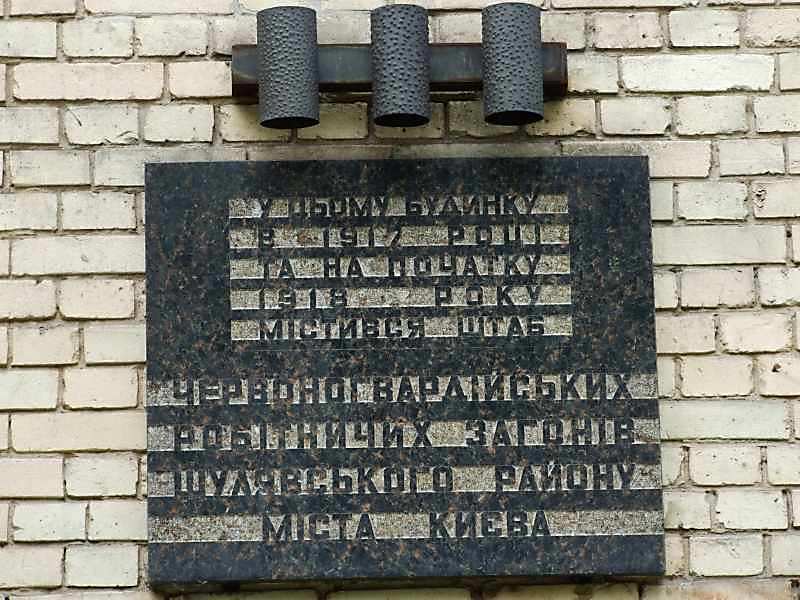 У ЦЬОМУ БУДИНКУ
В 1917 РОЦІ
ТА НА ПОЧАТКУ
1918 РОКУ
МІСТИВСЯ ШТАБ
ЧЕРВОНОГВАРДІЙСЬКИХ
РОБІТНИЧИХ ЗАГОНІВ
ШУЛЯВСЬКОГО РАЙОНУ
МІСТА КИЄВА